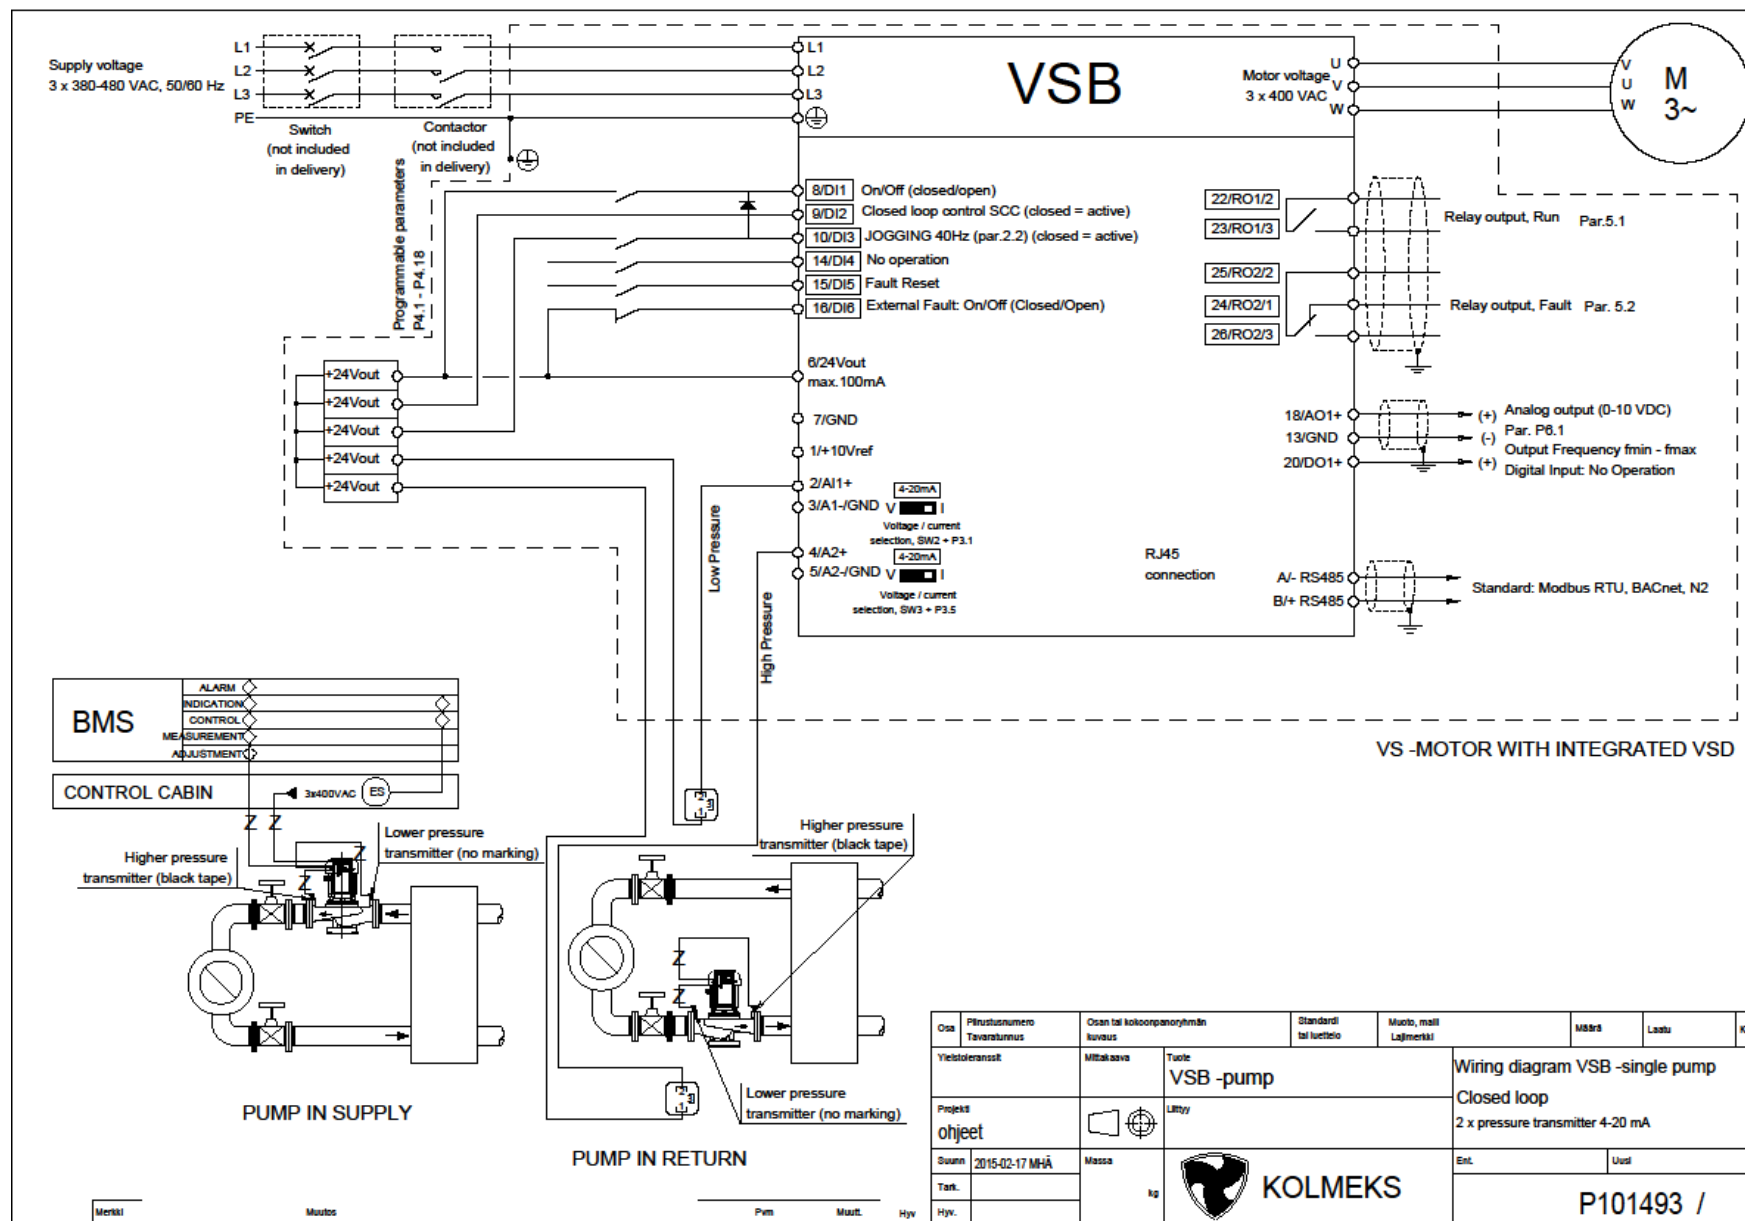 L1
L2
L3
PE
Supply voltage
3 x 380-480 VAC, 50/60 Hz
Switch
(not included
in delivery)
Contactor
(not included
in delivery)
L1
L2
L3
VSB
Motor voltage
3 x 400 VAC
U
V
W
V
U
W
M
3~
Programmable parameters
P4.1 - P4.18
8/DI1 On/Off (closed/open)
9/DI2 Closed loop control SCC (closed = active)
10/DI3 JOGGING 40Hz (par.2.2) (closed = active)
14/DI4 No operation
15/DI5 Fault Reset
16/DI6 External Fault: On/Off (Closed/Open)
22/RO1/2
23/RO1/3
Relay output, Run Par.5.1
25/RO2/2
24/RO2/1
26/RO2/3
Relay output, Fault Par. 5.2
+24Vout
+24Vout
+24Vout
+24Vout
+24Vout
6/24Vout
max.100mA
7/GND
1/+10Vref
2/AI1+
3/A1-/GND V I
4-20mA
Voltage / current
selection, SW2 + P3.1
4/A2+
5/A2-/GND V I
4-20mA
Voltage / current
selection, SW3 + P3.5
18/AO1+
13/GND
20/DO1+
(+) Analog output (0-10 VDC)
Par. P6.1
(-)
Output Frequency fmin - fmax
(+)
Digital Input: No Operation
RJ45
connection
A/- RS485
B/+ RS485
Standard: Modbus RTU, BACnet, N2
Low Pressure
High Pressure
VS -MOTOR WITH INTEGRATED VSD
BMS
ALARM
INDICATION
CONTROL
MEASUREMENT
ADJUSTMENT
CONTROL CABIN
3x400VAC
ES
Z Z
Z
Z
Higher pressure
transmitter (black tape)
Lower pressure
transmitter (no marking)
PUMP IN SUPPLY
2
1
Higher pressure
transmitter (black tape)
Z
Z
2
1
Lower pressure
transmitter (no marking)
PUMP IN RETURN
Osa
Piirustusnumero
Tavaratunnus
Osan tai kokoonpanoryhmän
kuvaus
Standardi
tai luettelo
Muoto, malli
Lajimerkki
Määrä
Laatu
K
Yleistoleranssit
Mittakaava
Tuote
VSB -pump
Wiring diagram VSB -single pump
Closed loop
2 x pressure transmitter 4-20 mA
Projekti
ohjeet
Liittyy
Suunn 2015-02-17 MHÄ
Tark.
Hyv.
Massa
kg
KOLMEKS
Ent.
Uusi
P101493 /
Merkki
Muutos
Pvm
Muutt.
Hyv